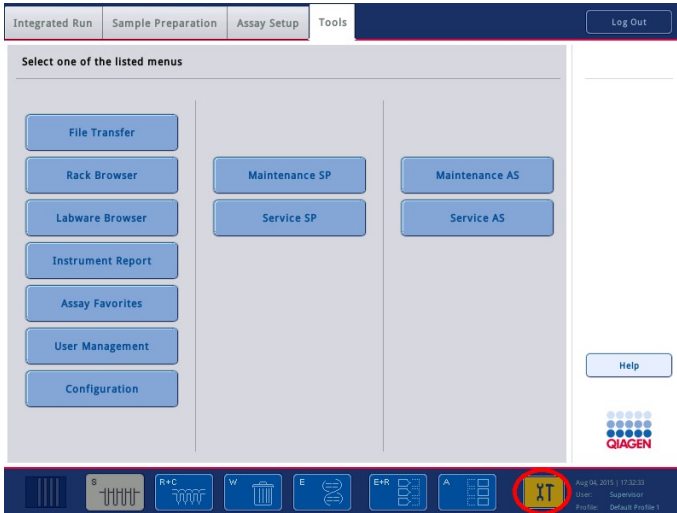 Integrated Run
Sample Preparation
Assay Setup
Tools
Log Out
Select one of the listed menus
File Transfer
Rack Browser
Maintenance SP
Maintenance AS
Labware Browser
Service SP
Service AS
Instrument Report
Assay Favorites
User Management
Configuration
Help
QIAGEN
S
R+C
W
E
E+R
A
Aug 04, 2015 | 17:32:33
User: Supervisor
Profile: Default Profile 1